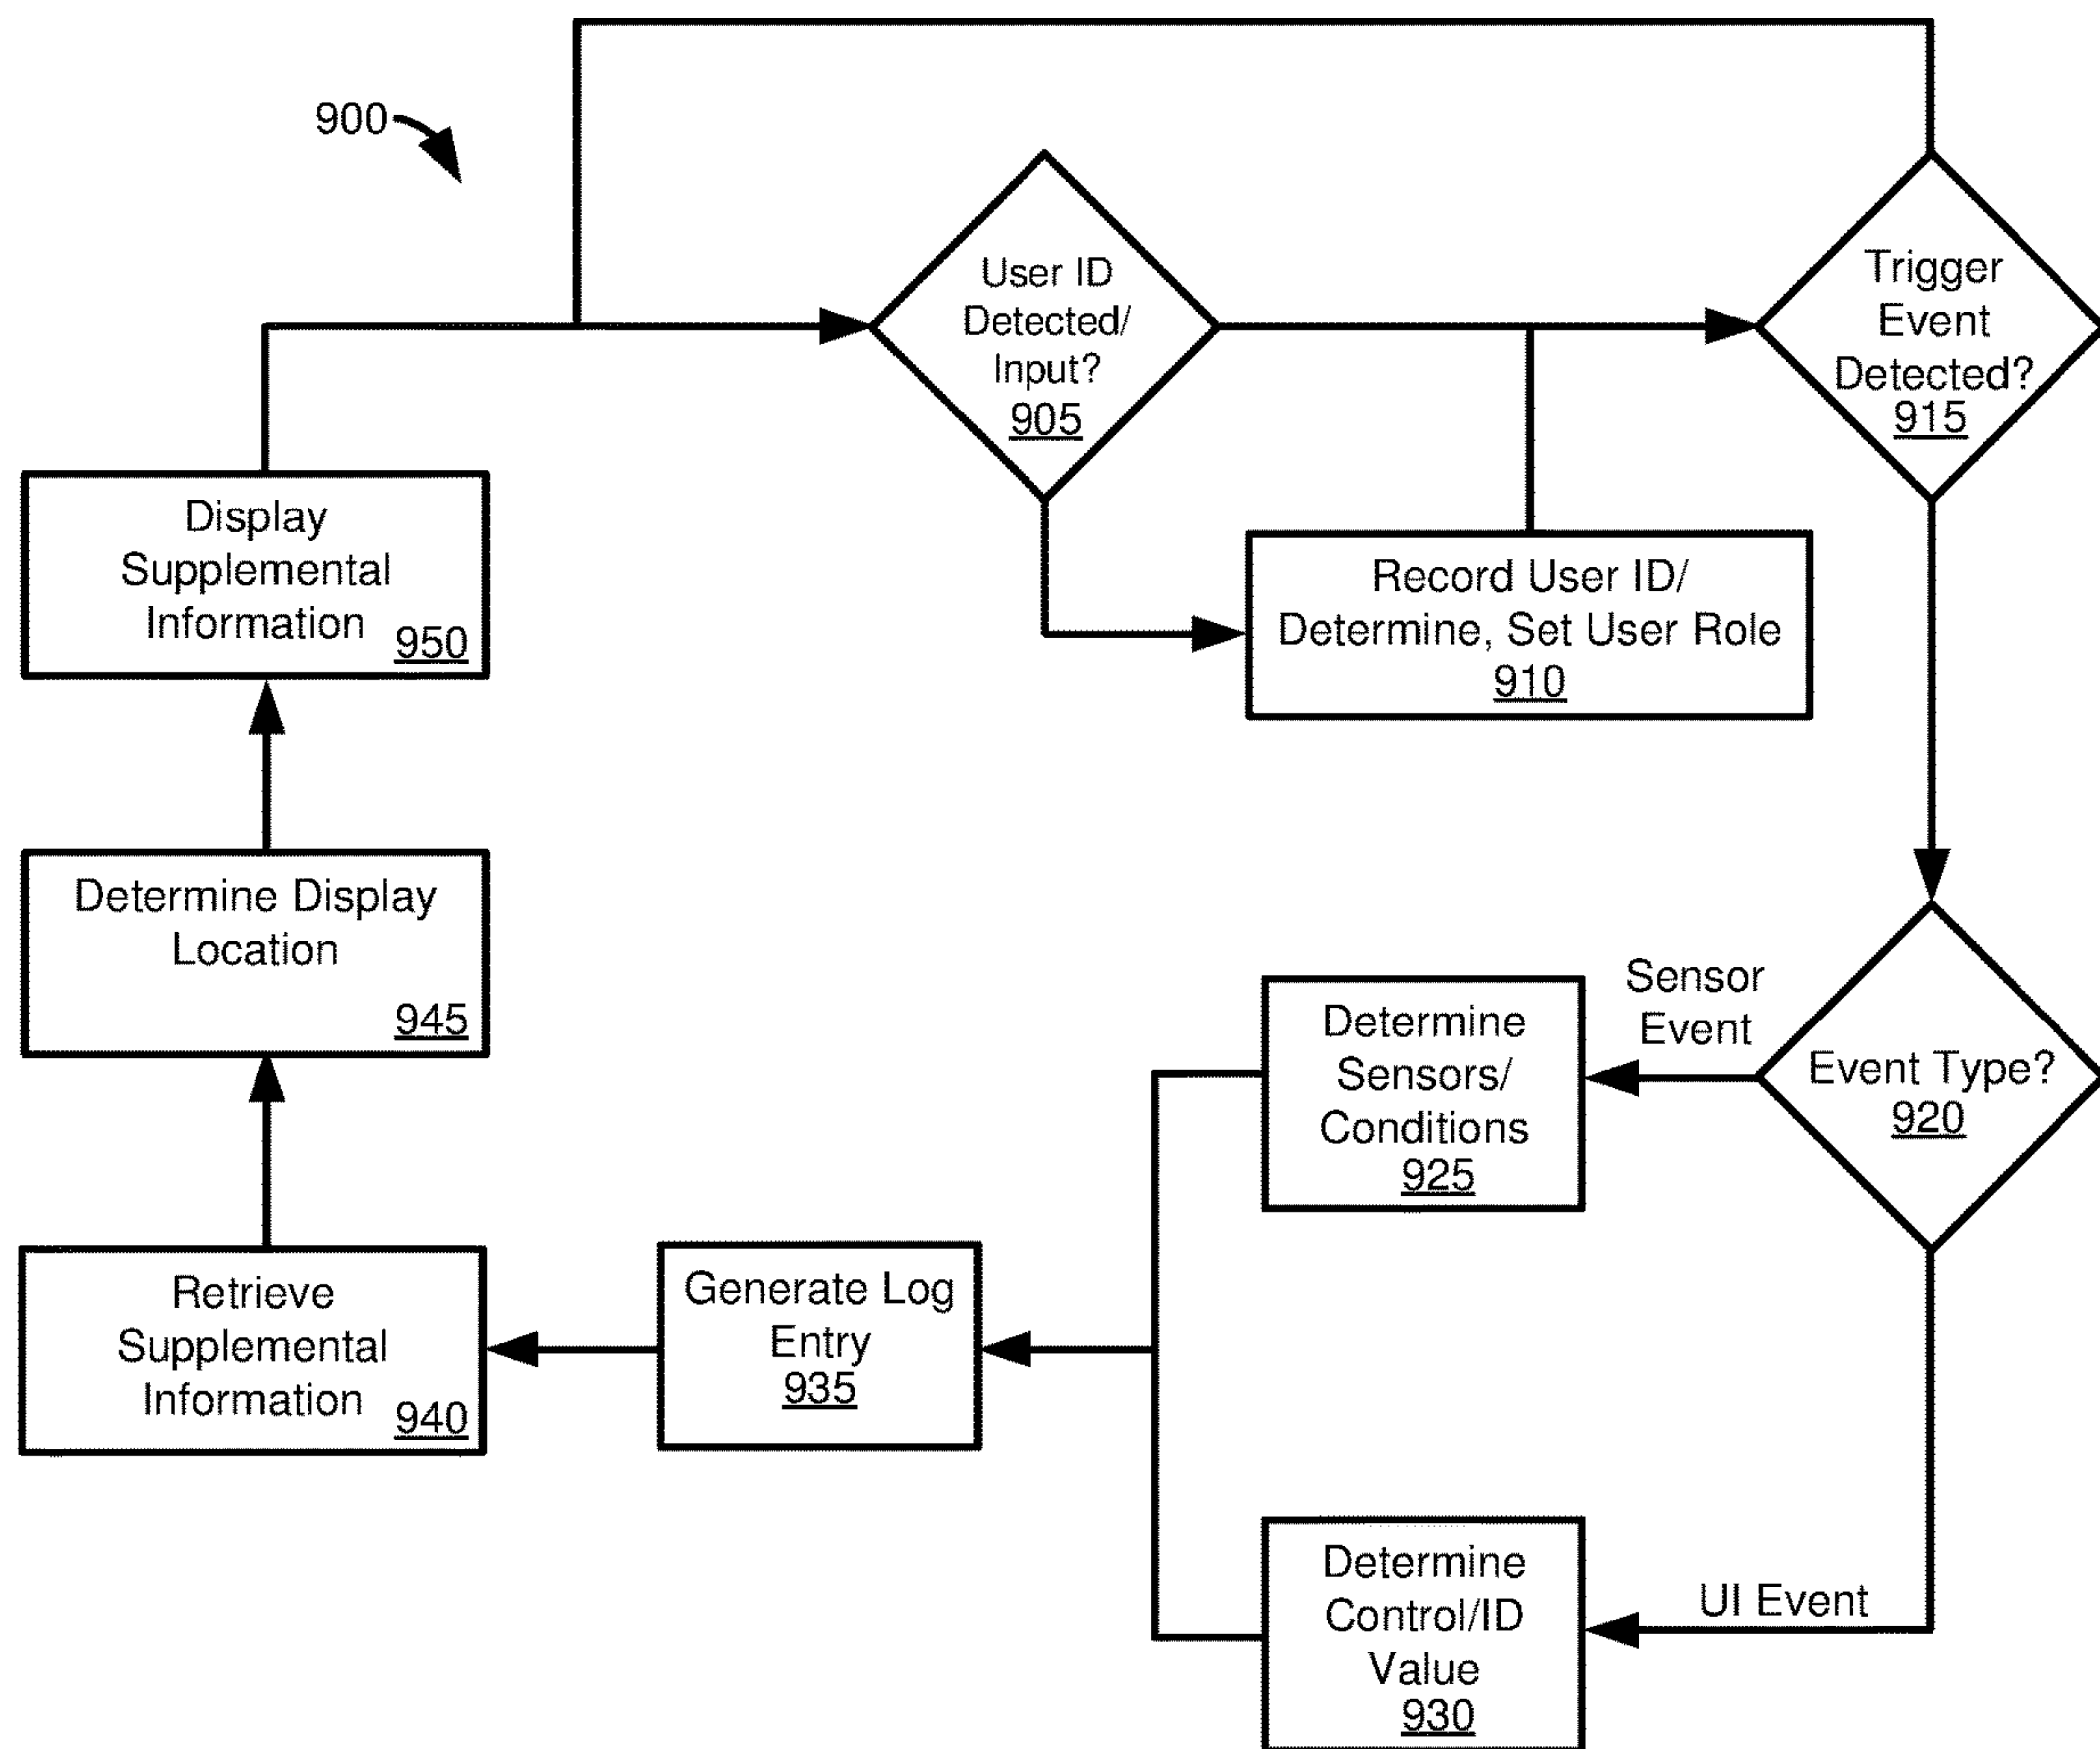 900
User ID
Detected/
Input?
905
Trigger
Event
Detected?
915
Display
Supplemental
Information
950
Record User ID/
Determine, Set User Role
910
Determine Display
Location
945
Sensor
Event
Determine
Sensors/
Conditions
925
Event Type?
920
Retrieve
Supplemental
Information
940
Generate Log
Entry
935
Determine
Control/ID
Value
930
UI Event